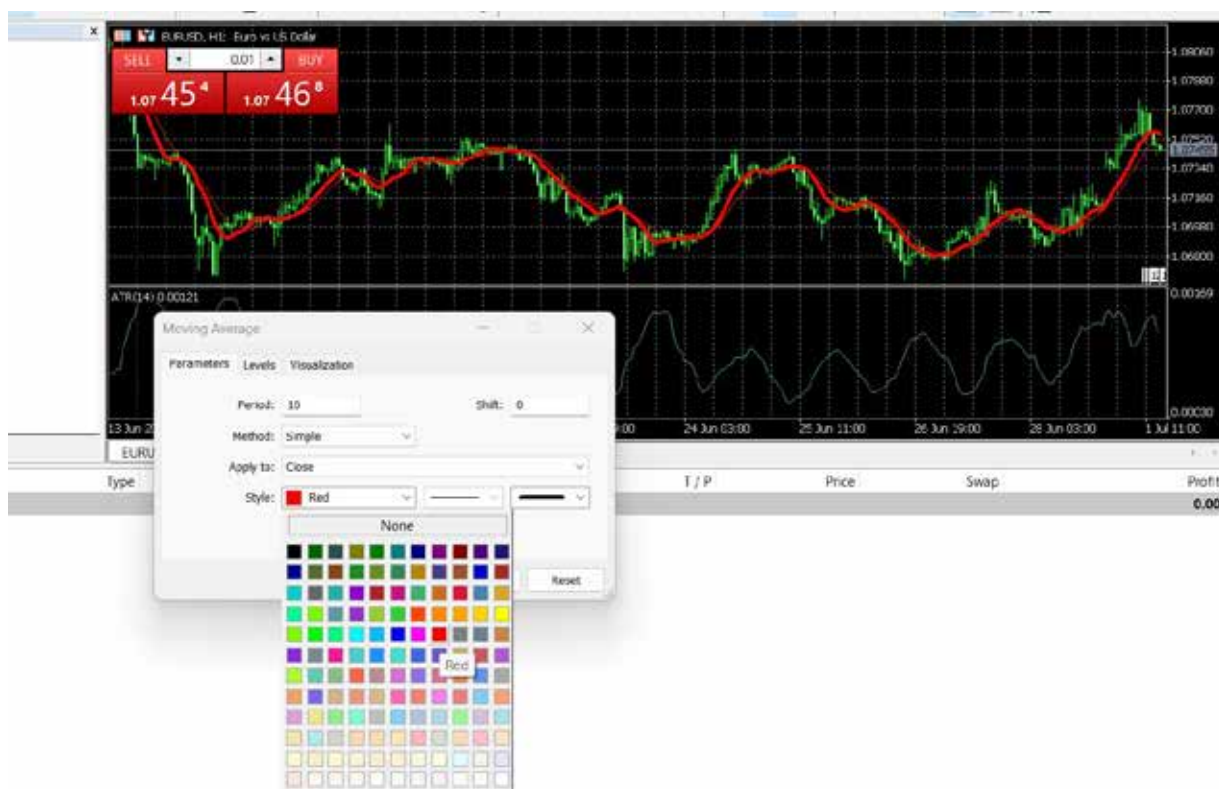 EURUSD, H1: Euro vs US Dollar
SELL 0.01 BUY
1.07 45 4 1.07 46 8
1.08060
1.07880
1.07700
1.07520
1.07340
1.07160
1.06980
1.06800
ATR(14) 0.00121
0.00169
Moving Average
Parameters Levels Visualization
Period: 10 Shift: 0
Method: Simple
Apply to: Close
Style: Red
None
Reset
Red
0.00030
13 Jun 24 Jun 03:00 25 Jun 11:00 26 Jun 19:00 28 Jun 03:00 1 Jul 11:00
EURU
Type T / P Price Swap Profit
0.00